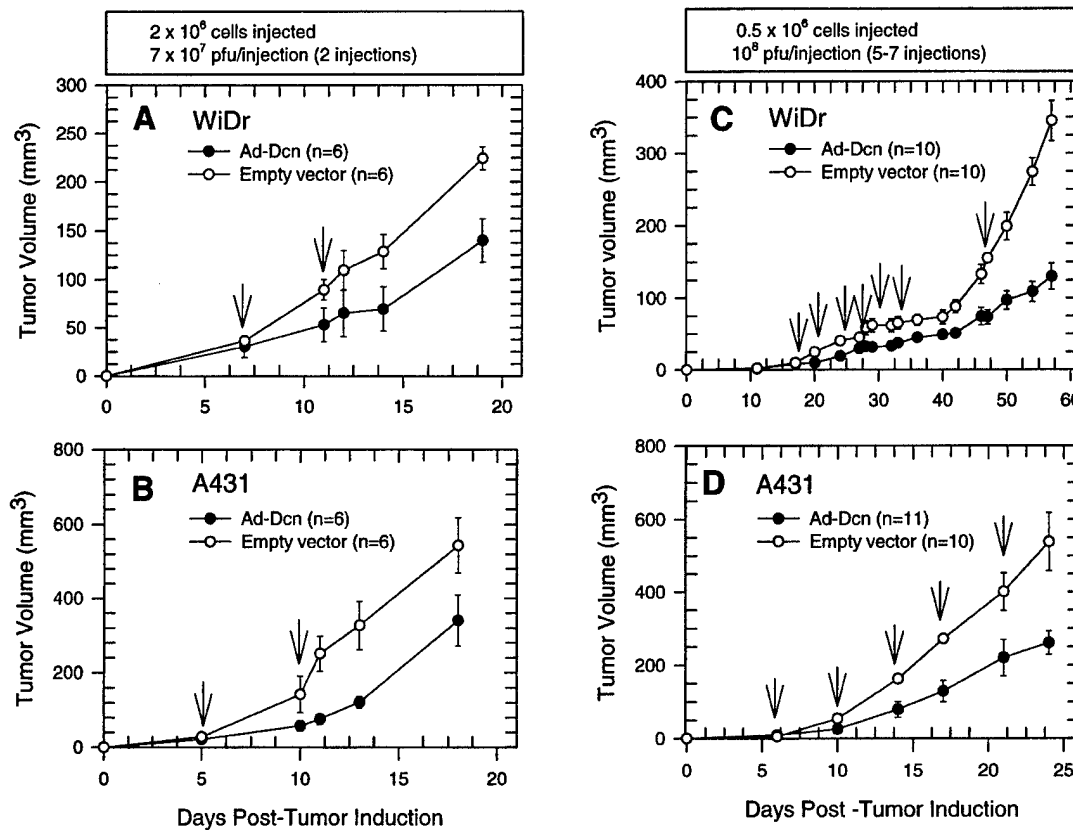 2 x 10⁶ cells injected
7 x 10⁷ pfu/injection (2 injections)
0.5 x 10⁶ cells injected
10⁸ pfu/injection (5-7 injections)
A WiDr
Ad-Dcn (n=6)
Empty vector (n=6)
Tumor Volume (mm³)
300
250
200
150
100
50
0
0 5 10 15 20
C WiDr
Ad-Dcn (n=10)
Empty vector (n=10)
Tumor volume (mm³)
400
300
200
100
0
0 10 20 30 40 50 60
B A431
Ad-Dcn (n=6)
Empty vector (n=6)
Tumor Volume (mm³)
800
600
400
200
0
0 5 10 15 20
Days Post-Tumor Induction
D A431
Ad-Dcn (n=11)
Empty vector (n=10)
Tumor Volume (mm³)
800
600
400
200
0
0 5 10 15 20 25
Days Post -Tumor Induction